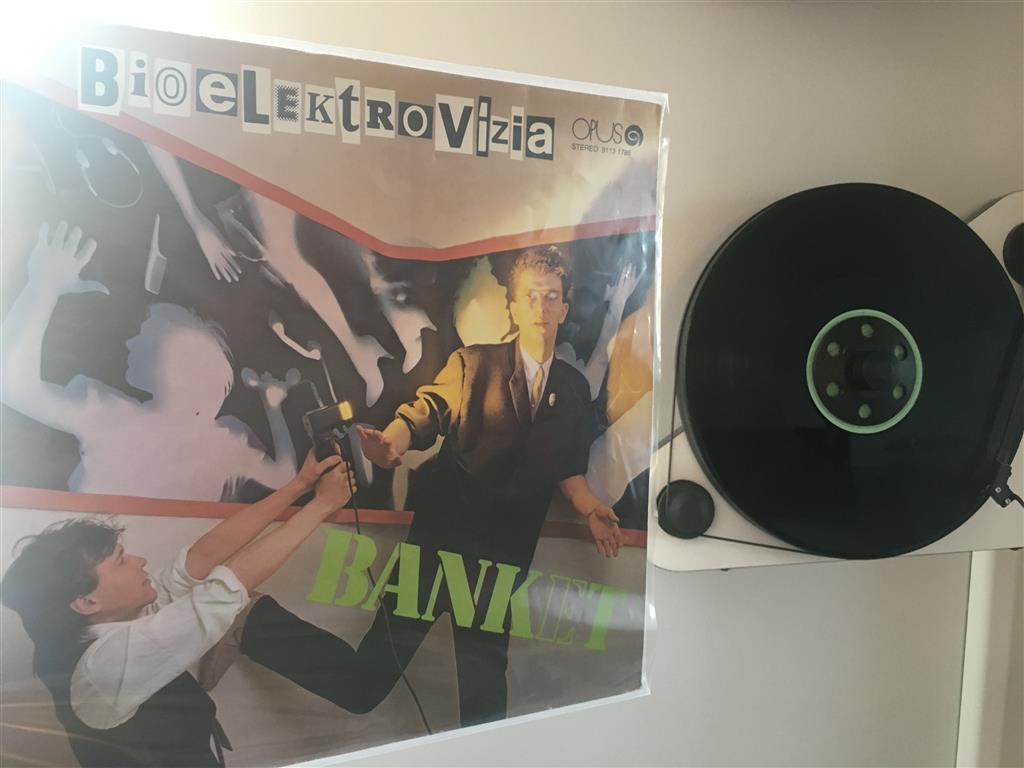 BioeLEKtROVizia
OPUS
STEREO 9113 1786
BANKET